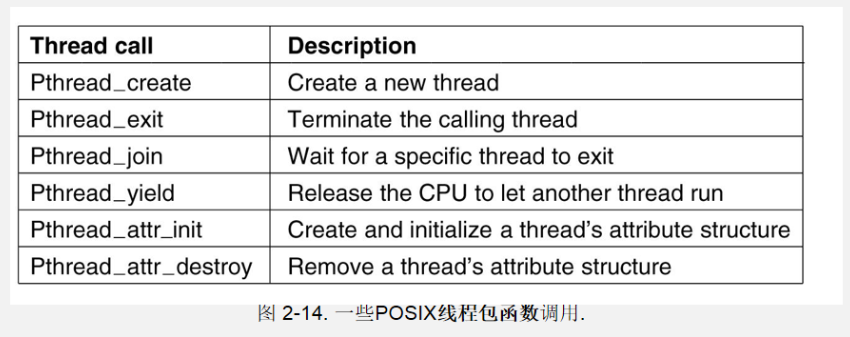 Thread call Description
Pthread_create Create a new thread
Pthread_exit Terminate the calling thread
Pthread_join Wait for a specific thread to exit
Pthread_yield Release the CPU to let another thread run
Pthread_attr_init Create and initialize a thread's attribute structure
Pthread_attr_destroy Remove a thread's attribute structure
图 2-14. 一些POSIX线程包函数调用.